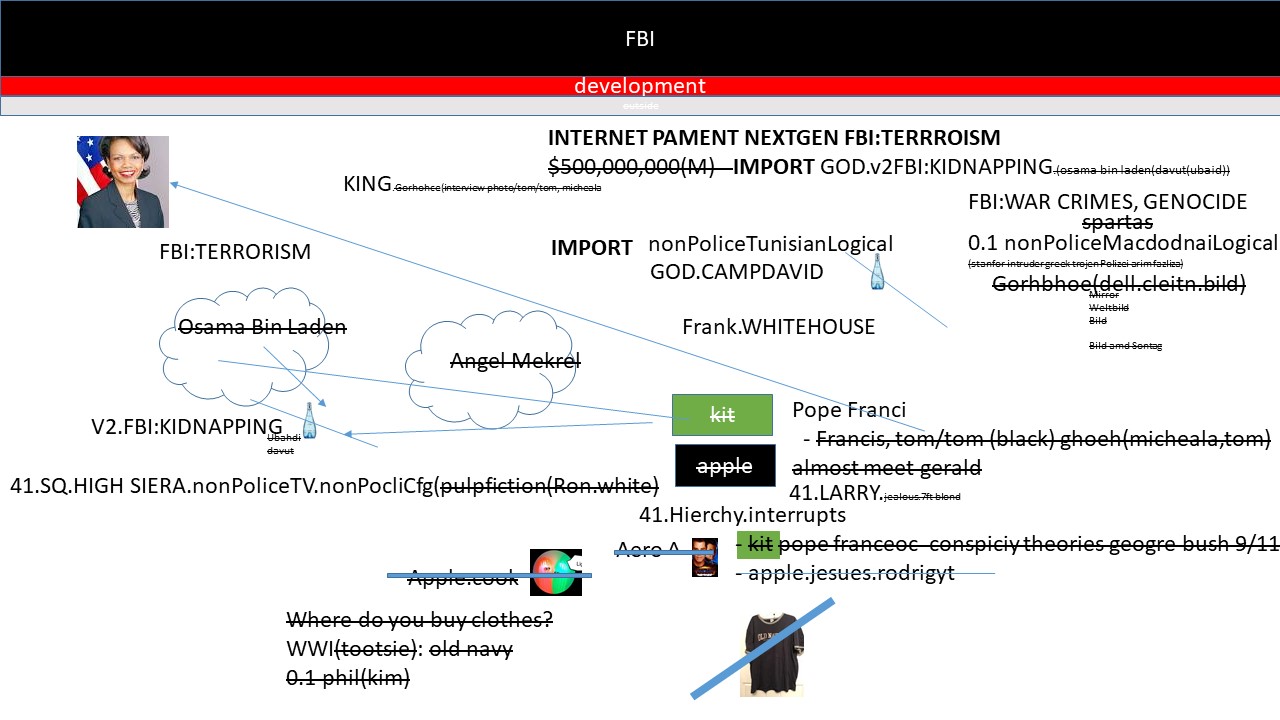 FBI
development
outside
INTERNET PAMENT NEXTGEN FBI:TERRROISM
$500,000,000(M) IMPORT GOD.v2FBI:KIDNAPPING.(osama bin laden(davut(ubaid))
KING.Gorhohee(interview photo/tom/tom, micheala
FBI:WAR CRIMES, GENOCIDE
spartas
IMPORT nonPoliceTunisianLogical
0.1 nonPoliceMacdodnaiLogical
FBI:TERRORISM
(stanfor intruder greek trojen Polizei arim fazliza)
GOD.CAMPDAVID
Gorhbhoe(dell.cleitn.bild)
Mirror
Weltbild
Bild
Bild amd Sontag
Osama Bin Laden
Frank.WHITEHOUSE
Angel Mekrel
kit
Pope Franci
V2.FBI:KIDNAPPING
Ubahdi
davut
- Francis, tom/tom (black) ghoeh(micheala,tom)
almost meet gerald
apple
41.SQ.HIGH SIERA.nonPoliceTV.nonPocliCfg(pulpfiction(Ron.white)
41.LARRY.jealous.7ft blond
41.Hierchy.interrupts
Aero A
- kit pope franceoc conspiciy theories geogre bush 9/11
- apple.jesues.rodrigyt
Apple.cook
Where do you buy clothes?
WWI(tootsie): old navy
0.1 phil(kim)